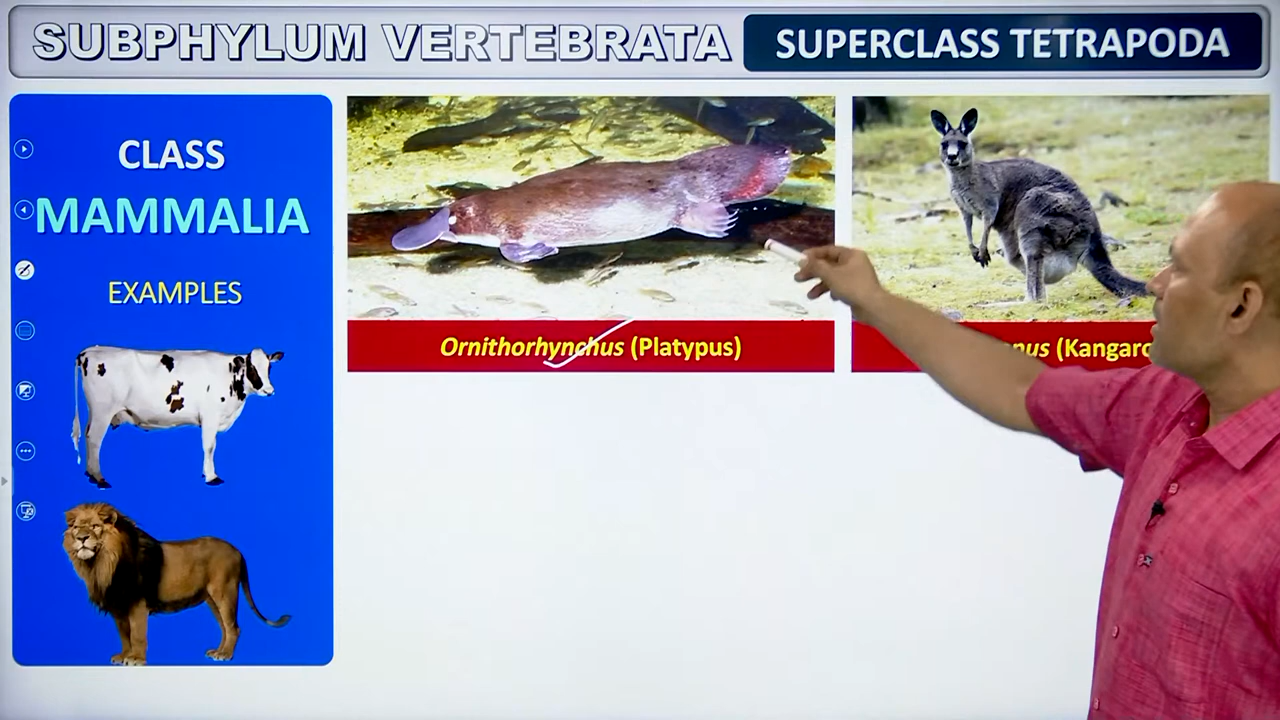 SUBPHYLUM VERTEBRATA
SUPERCLASS TETRAPODA
CLASS
MAMMALIA
EXAMPLES
Ornithorhynchus (Platypus)